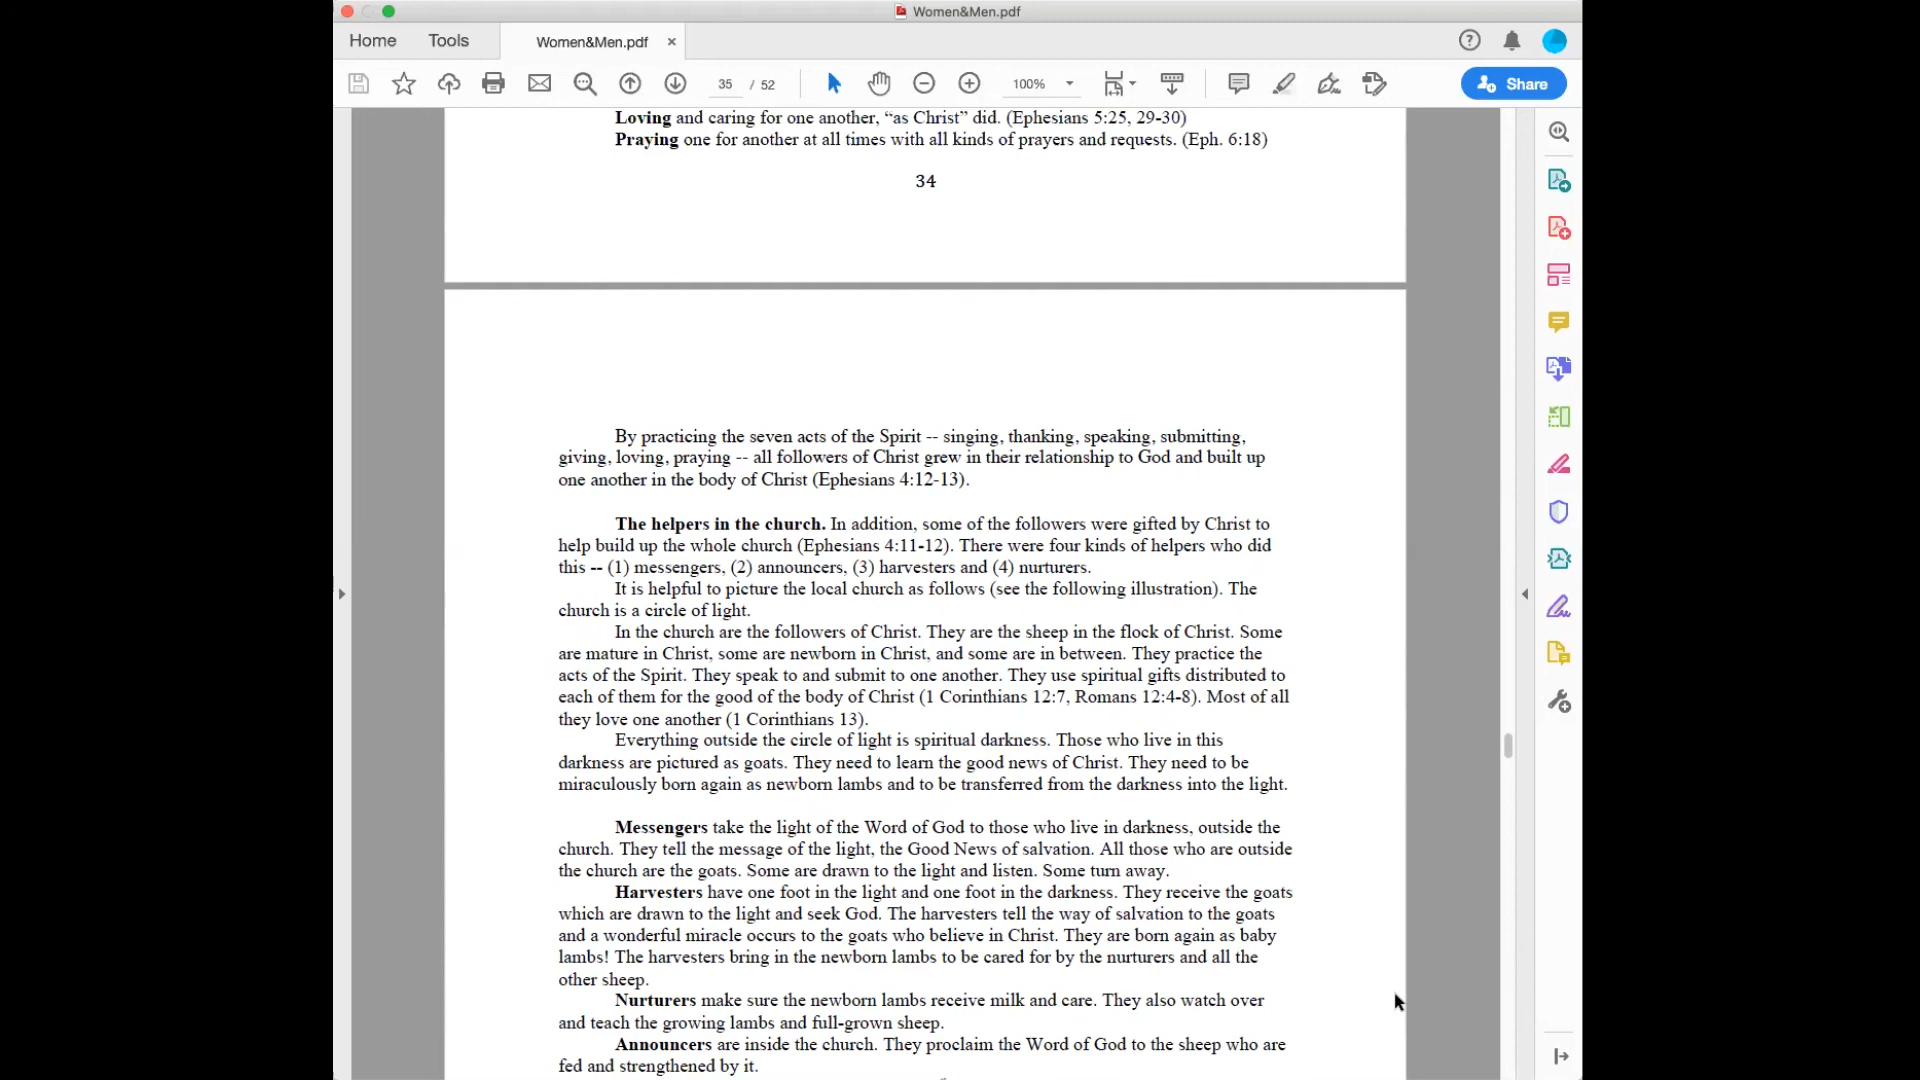 Women&Men.pdf
Home Tools Women&Men.pdf ×
35 / 52 100% Share
Loving and caring for one another, “as Christ” did. (Ephesians 5:25, 29-30)
Praying one for another at all times with all kinds of prayers and requests. (Eph. 6:18)
34
By practicing the seven acts of the Spirit -- singing, thanking, speaking, submitting,
giving, loving, praying -- all followers of Christ grew in their relationship to God and built up
one another in the body of Christ (Ephesians 4:12-13).
The helpers in the church. In addition, some of the followers were gifted by Christ to
help build up the whole church (Ephesians 4:11-12). There were four kinds of helpers who did
this -- (1) messengers, (2) announcers, (3) harvesters and (4) nurturers.
It is helpful to picture the local church as follows (see the following illustration). The
church is a circle of light.
In the church are the followers of Christ. They are the sheep in the flock of Christ. Some
are mature in Christ, some are newborn in Christ, and some are in between. They practice the
acts of the Spirit. They speak to and submit to one another. They use spiritual gifts distributed to
each of them for the good of the body of Christ (1 Corinthians 12:7, Romans 12:4-8). Most of all
they love one another (1 Corinthians 13).
Everything outside the circle of light is spiritual darkness. Those who live in this
darkness are pictured as goats. They need to learn the good news of Christ. They need to be
miraculously born again as newborn lambs and to be transferred from the darkness into the light.
Messengers take the light of the Word of God to those who live in darkness, outside the
church. They tell the message of the light, the Good News of salvation. All those who are outside
the church are the goats. Some are drawn to the light and listen. Some turn away.
Harvesters have one foot in the light and one foot in the darkness. They receive the goats
which are drawn to the light and seek God. The harvesters tell the way of salvation to the goats
and a wonderful miracle occurs to the goats who believe in Christ. They are born again as baby
lambs! The harvesters bring in the newborn lambs to be cared for by the nurturers and all the
other sheep.
Nurturers make sure the newborn lambs receive milk and care. They also watch over
and teach the growing lambs and full-grown sheep.
Announcers are inside the church. They proclaim the Word of God to the sheep who are
fed and strengthened by it.